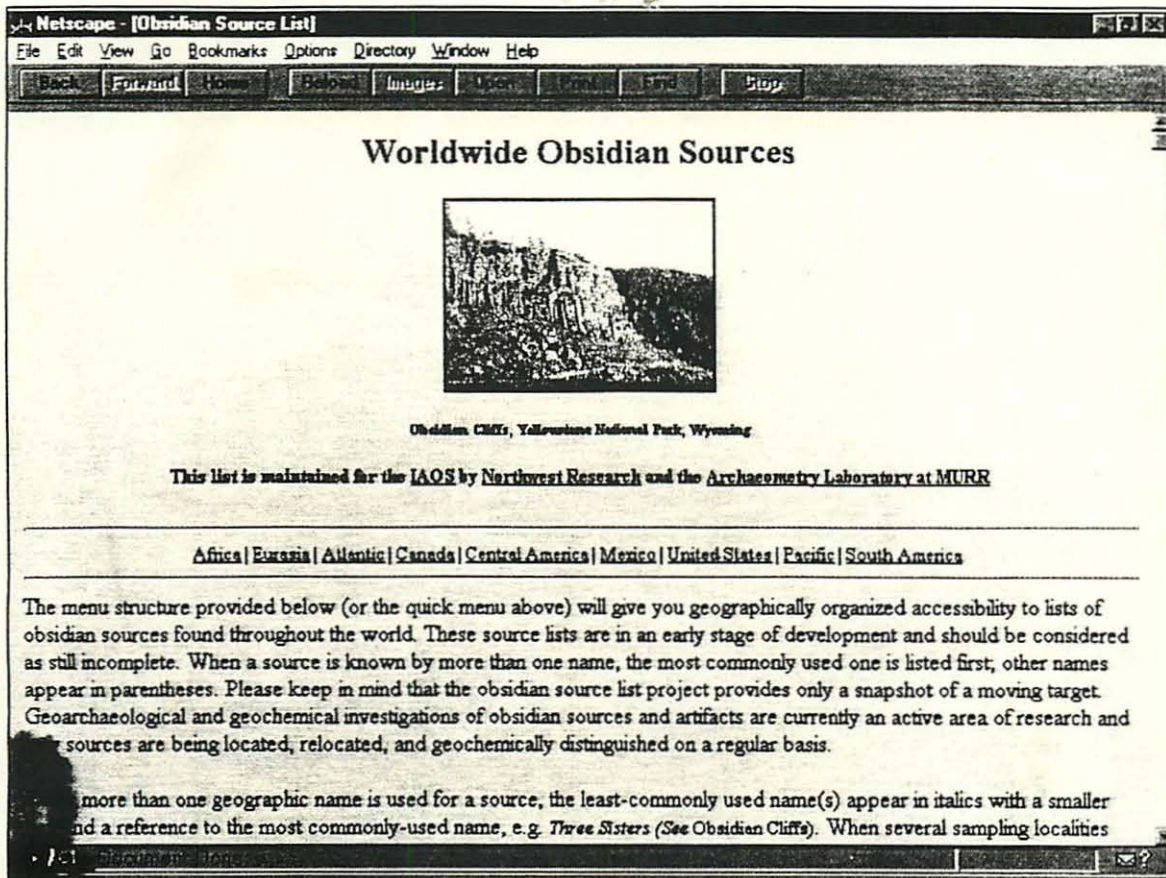 Netscape - [Obsidian Source List]
File Edit View Go Bookmarks Options Directory Window Help
Back Forward Home Reload Images Open Print Find Stop
Worldwide Obsidian Sources
Obsidian Cliffs, Yellowstone National Park, Wyoming
This list is maintained for the IAOS by Northwest Research and the Archaeometry Laboratory at MURR
Africa | Eurasia | Atlantic | Canada | Central America | Mexico | United States | Pacific | South America
The menu structure provided below (or the quick menu above) will give you geographically organized accessibility to lists of
obsidian sources found throughout the world. These source lists are in an early stage of development and should be considered
as still incomplete. When a source is known by more than one name, the most commonly used one is listed first; other names
appear in parentheses. Please keep in mind that the obsidian source list project provides only a snapshot of a moving target.
Geoarchaeological and geochemical investigations of obsidian sources and artifacts are currently an active area of research and
sources are being located, relocated, and geochemically distinguished on a regular basis.
more than one geographic name is used for a source, the least-commonly used name(s) appear in italics with a smaller
a reference to the most commonly-used name, e.g. Three Sisters (See Obsidian Cliffs). When several sampling localities
Document: Done